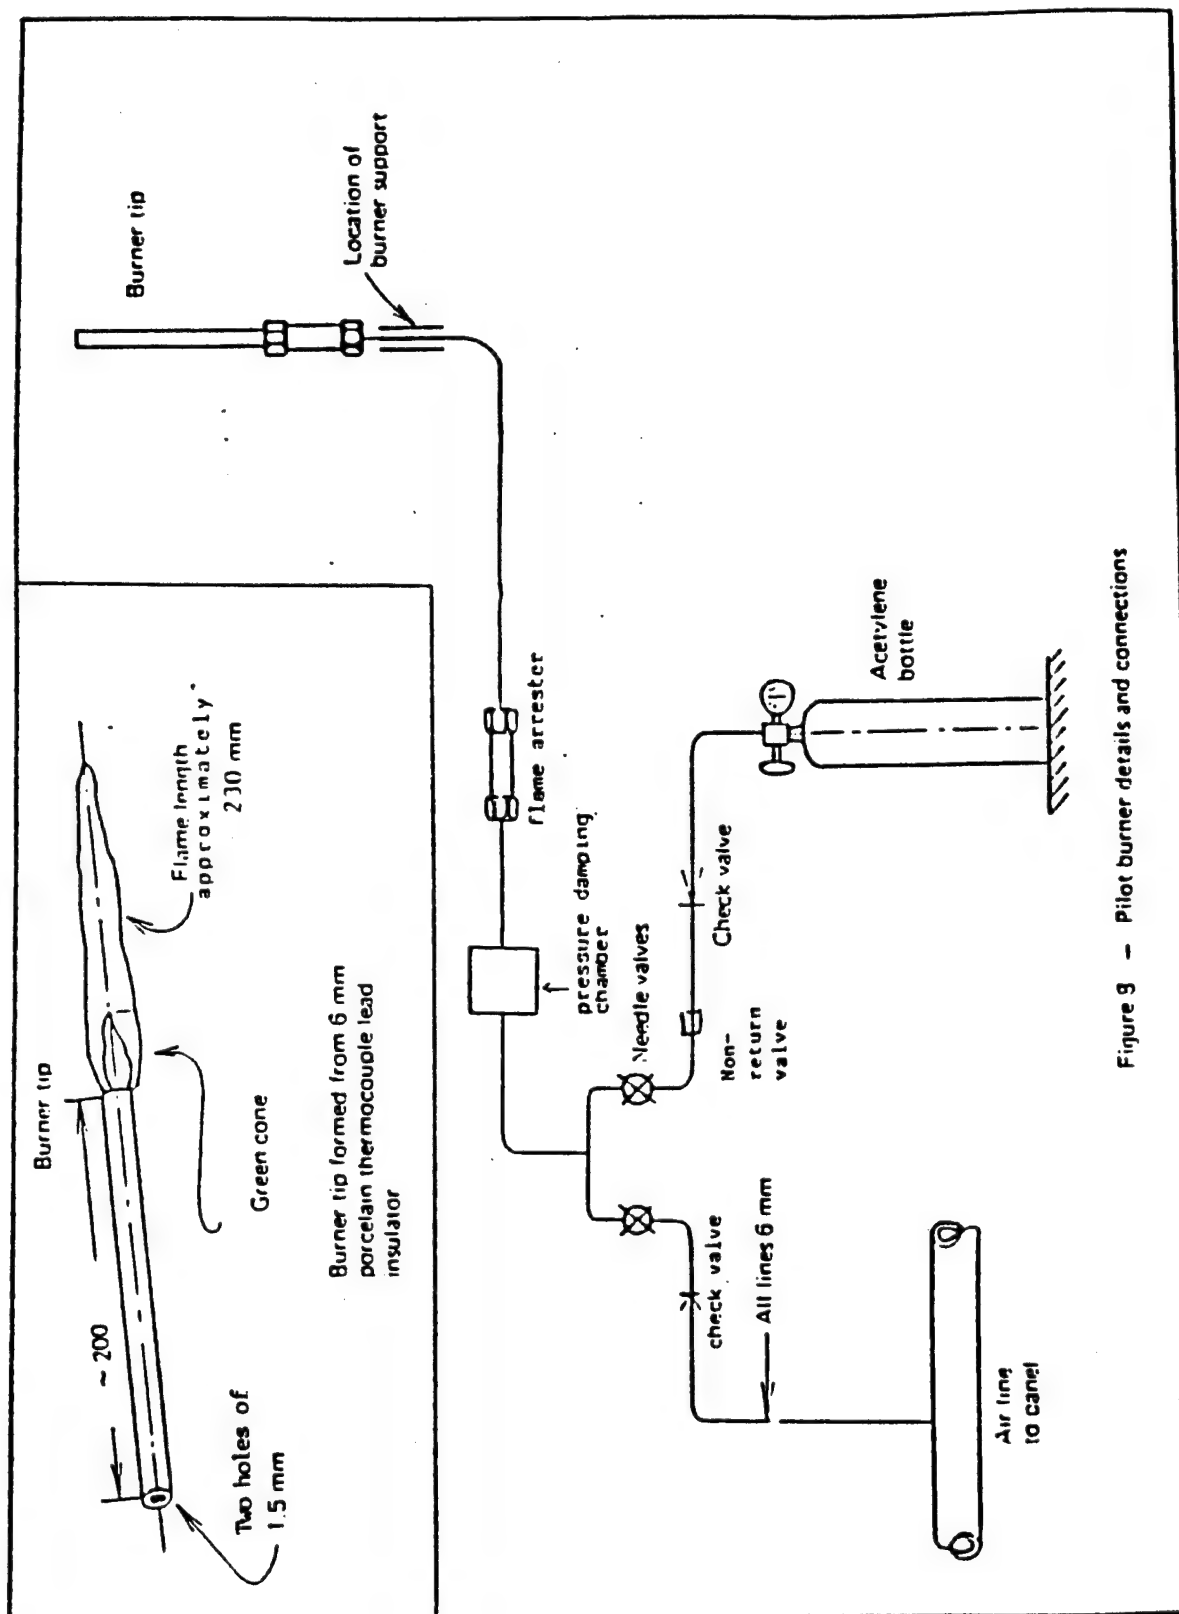 Burner tip
~ 200
Two holes of
1.5 mm
Green cone
Flame length
approximately
230 mm
Burner tip formed from 6 mm
porcelain thermocouple lead
insulator
Burner tip
Location of
burner support
flame arrester
pressure damping
chamber
Needle valves
Non-
return
valve
Check valve
check valve
All lines 6 mm
Acetylene
bottle
Air line
to canel
Figure 9 — Pilot burner details and connections